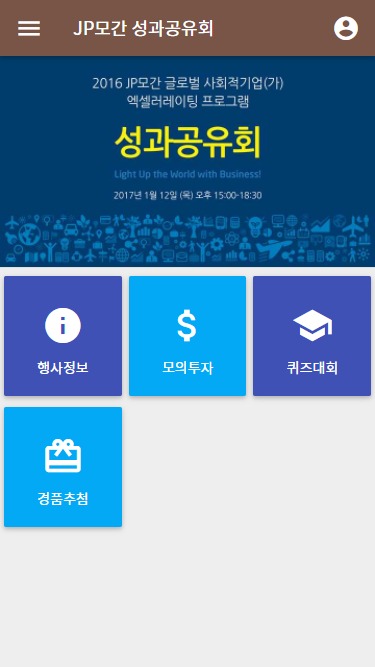 JP모간 성과공유회
2016 JP모간 글로벌 사회적기업(가)
엑셀러레이팅 프로그램
성과공유회
Light Up the World with Business!
2017년 1월 12일 (목) 오후 15:00-18:30
행사정보
모의투자
퀴즈대회
경품추첨